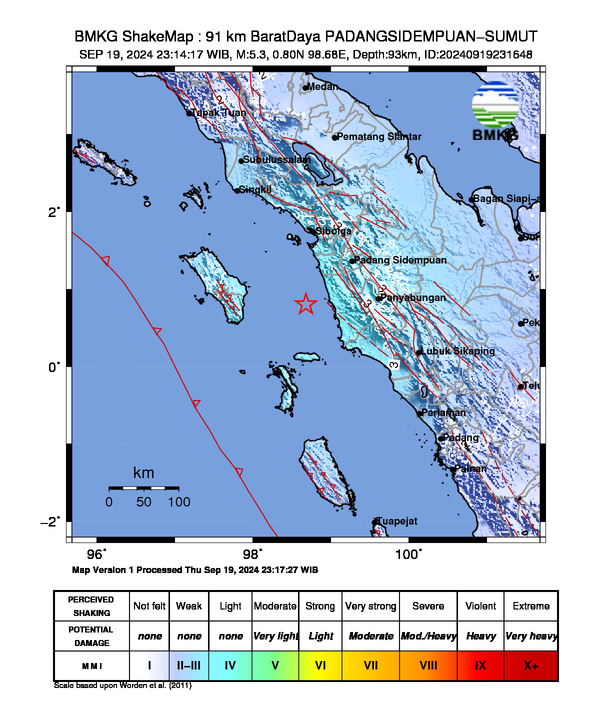 BMKG ShakeMap : 91 km BaratDaya PADANGSIDEMPUAN−SUMUT
SEP 19, 2024 23:14:17 WIB, M:5.3, 0.80N 98.68E, Depth:93km, ID:20240919231648
Medan
2
Tapak Tuan
BMKG
Pematang Siantar
Subulussalam
Singkil
Bagan Siapi-a
2°
Sibolga
Padang Sidempuan
3
Panyabungan
3
0°
Lubuk Sikaping
3
Pariaman
Padang
Painan
km
0 50 100
−2°
Tuapejat
96° 98° 100°
Map Version 1 Processed Thu Sep 19, 2024 23:17:27 WIB
PERCEIVED SHAKING Not felt Weak Light Moderate Strong Very strong Severe Violent Extreme
POTENTIAL DAMAGE none none none Very light Light Moderate Mod./Heavy Heavy Very heavy
MMI I II−III IV V VI VII VIII IX X+
Scale based upon Worden et al. (2011)